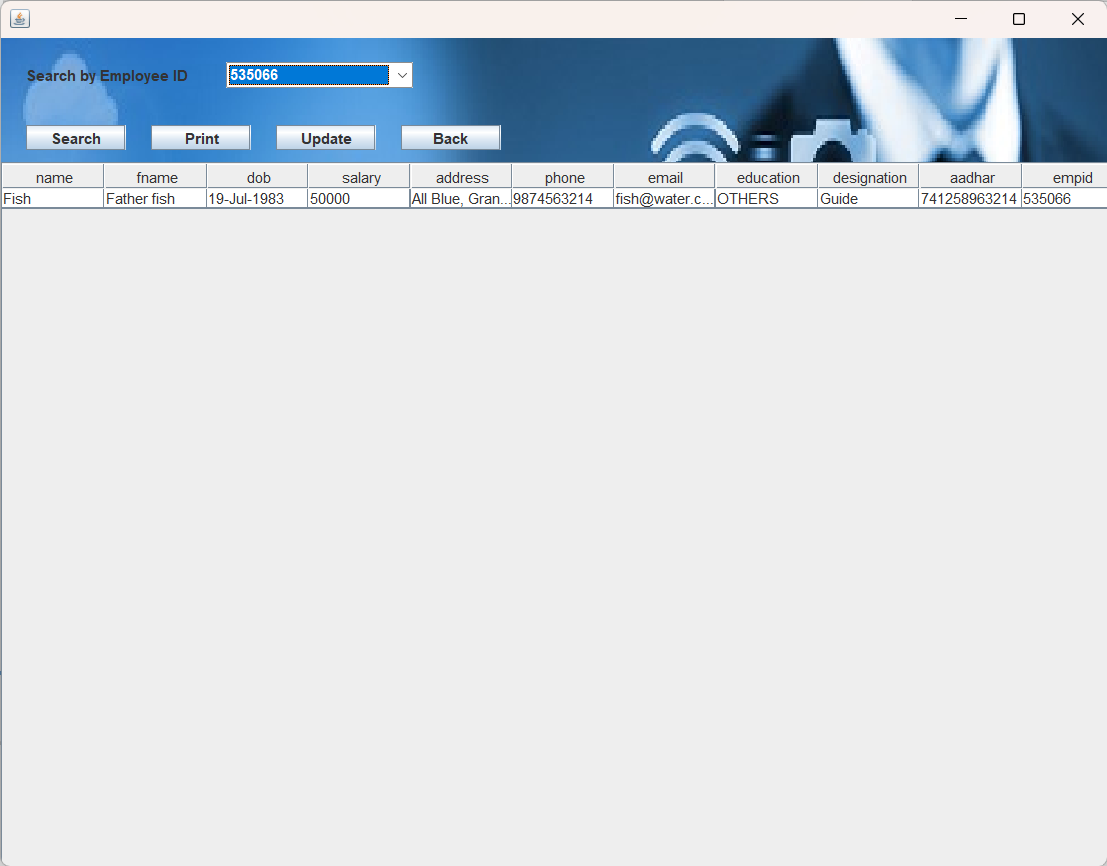 Search by Employee ID 535066
Search Print Update Back
name fname dob salary address phone email education designation aadhar empid
Fish Father fish 19-Jul-1983 50000 All Blue, Gran... 9874563214 fish@water.c... OTHERS Guide 741258963214 535066